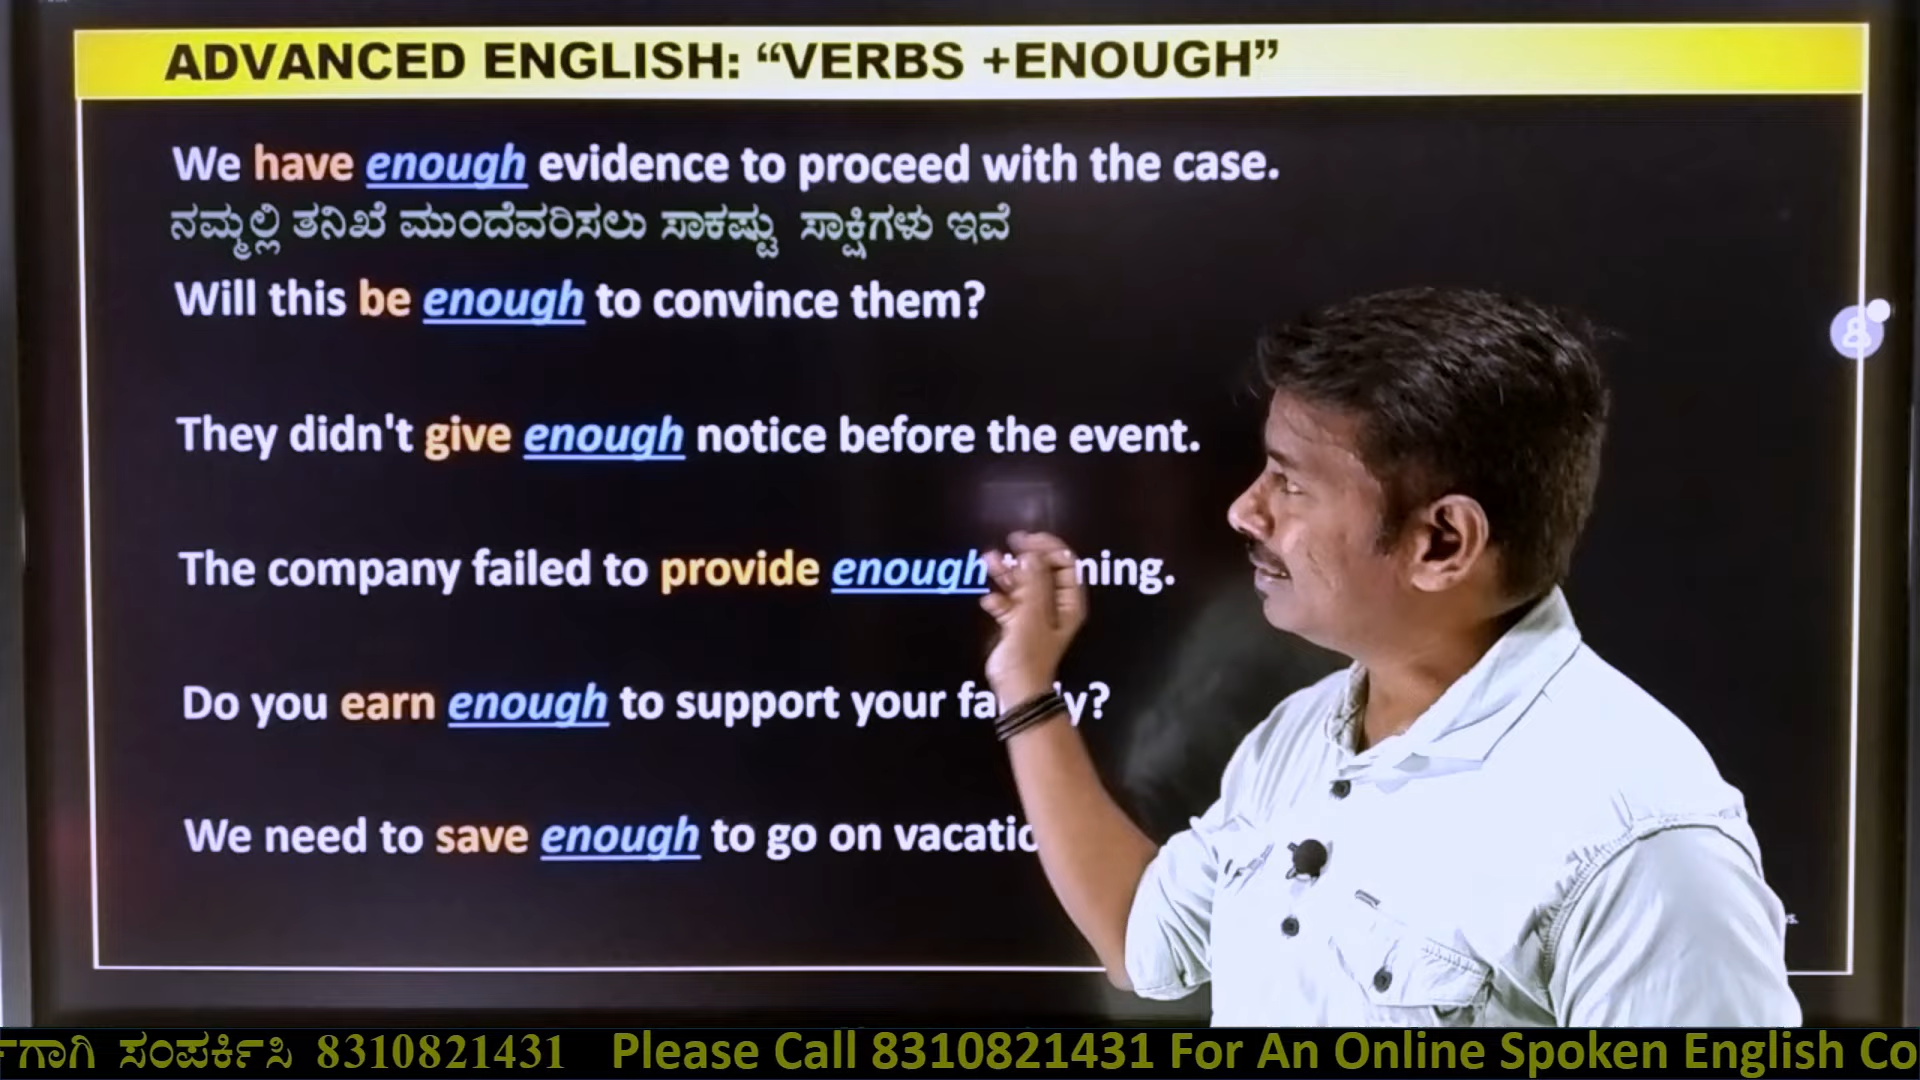 ADVANCED ENGLISH: “VERBS +ENOUGH”
We have enough evidence to proceed with the case.
ನಮ್ಮಲ್ಲಿ ತನಿಖೆ ಮುಂದೆವರಿಸಲು ಸಾಕಷ್ಟು ಸಾಕ್ಷಿಗಳು ಇವೆ
Will this be enough to convince them?
They didn't give enough notice before the event.
The company failed to provide enough
Do you earn enough to support your
We need to save enough to go on
ಸಂಪರ್ಕಿಸಿ 8310821431 Please Call 8310821431 For An Online Spoken English Co